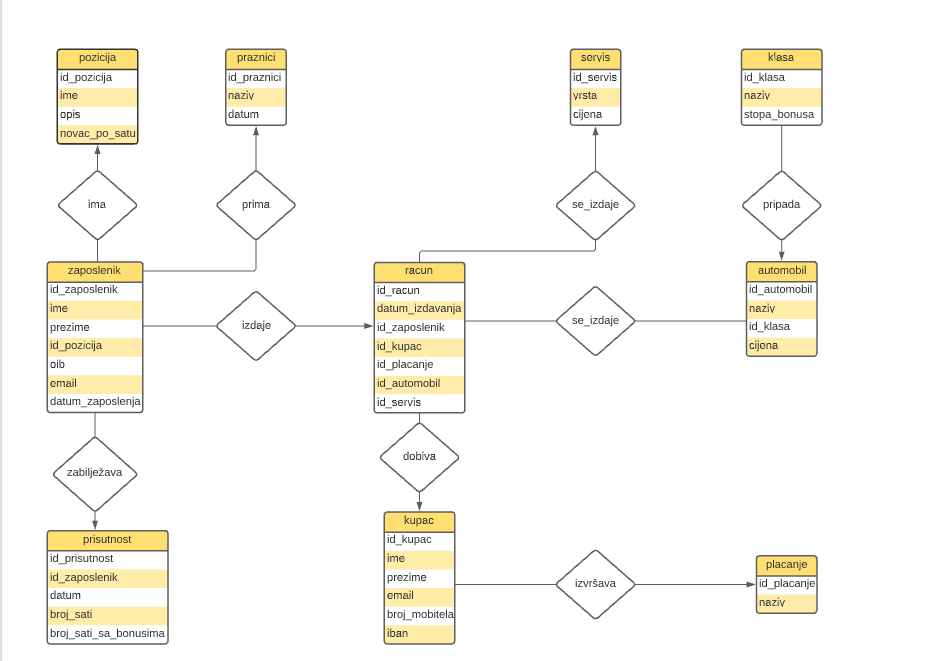 pozicija
id_pozicija
ime
opis
novac_po_satu
praznici
id_praznici
naziv
datum
servis
id_servis
vrsta
cijena
klasa
id_klasa
naziv
stopa_bonusa
ima
prima
se_izdaje
pripada
zaposlenik
id_zaposlenik
ime
prezime
id_pozicija
oib
email
datum_zaposlenja
izdaje
racun
id_racun
datum_izdavanja
id_zaposlenik
id_kupac
id_placanje
id_automobil
id_servis
se_izdaje
automobil
id_automobil
naziv
id_klasa
cijena
zabilježava
dobiva
prisutnost
id_prisutnost
id_zaposlenik
datum
broj_sati
broj_sati_sa_bonusima
kupac
id_kupac
ime
prezime
email
broj_mobitela
iban
izvršava
placanje
id_placanje
naziv